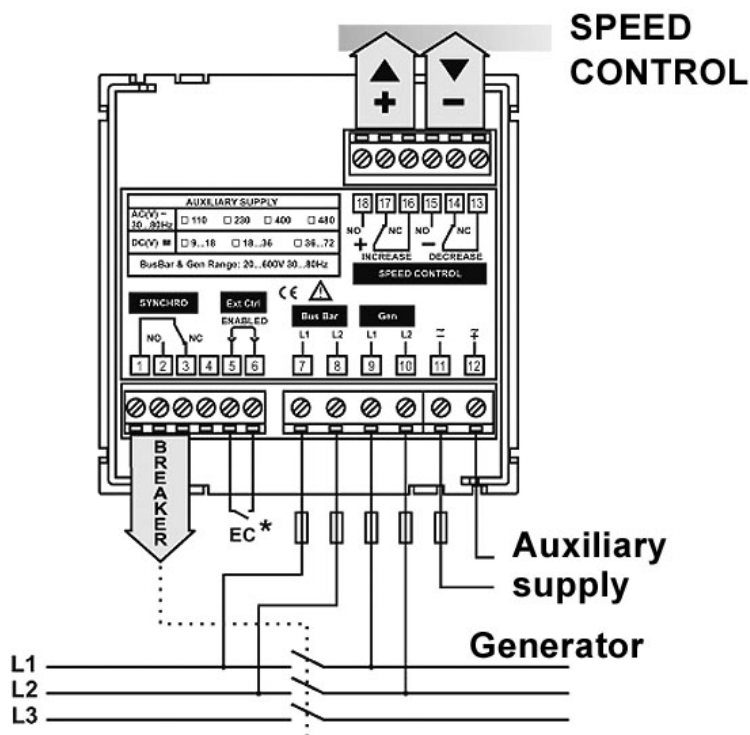 SPEED
CONTROL
+ −
AUXILIARY SUPPLY
AC(V) ~
30...80Hz
110 230 400 480
DC(V) 9...18 18...36 36...72
BusBar & Gen Range: 20...600V 30...80Hz
18 17 16 15 14 13
NO NC NO NC
+ −
INCREASE DECREASE
SPEED CONTROL
CE
SYNCHRO Ext Ctrl Bus Bar Gen
ENABLED
NO NC L1 L2 L1 L2
1 2 3 4 5 6 7 8 9 10 11 12
BREAKER
EC*
Auxiliary
supply
Generator
L1
L2
L3